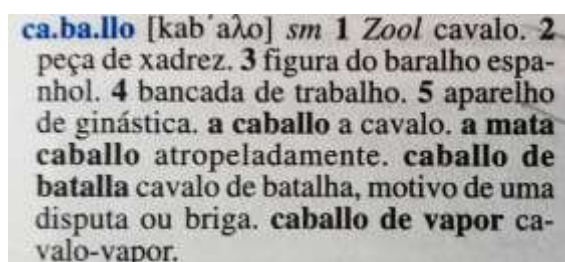 ca.ba.llo [kab´aλo] sm 1 Zool cavalo. 2
peça de xadrez. 3 figura do baralho espa-
nhol. 4 bancada de trabalho. 5 aparelho
de ginástica. a caballo a cavalo. a mata
caballo atropeladamente. caballo de
batalla cavalo de batalha, motivo de uma
disputa ou briga. caballo de vapor ca-
valo-vapor.